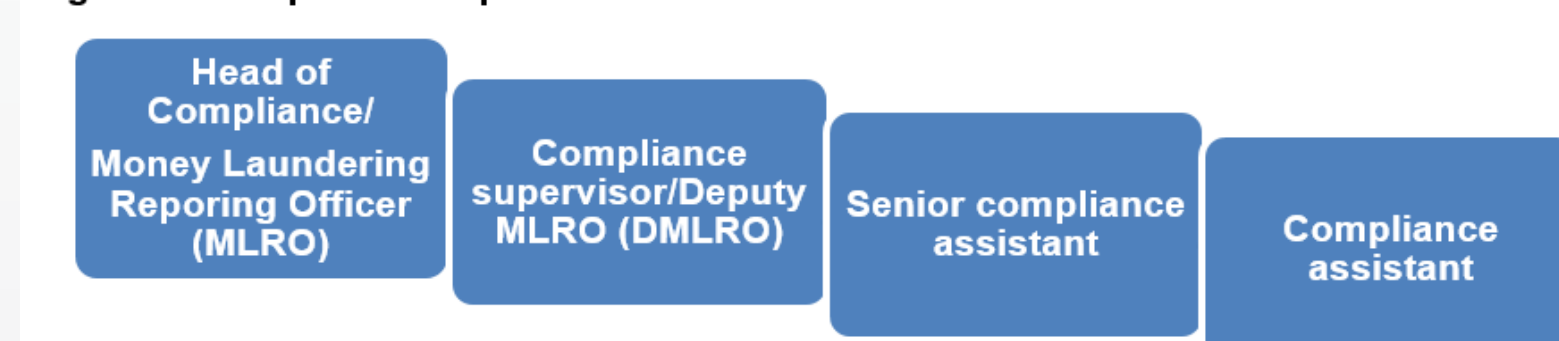 Head of
Compliance/
Money Laundering
Reporing Officer
(MLRO)
Compliance
supervisor/Deputy
MLRO (DMLRO)
Senior compliance
assistant
Compliance
assistant